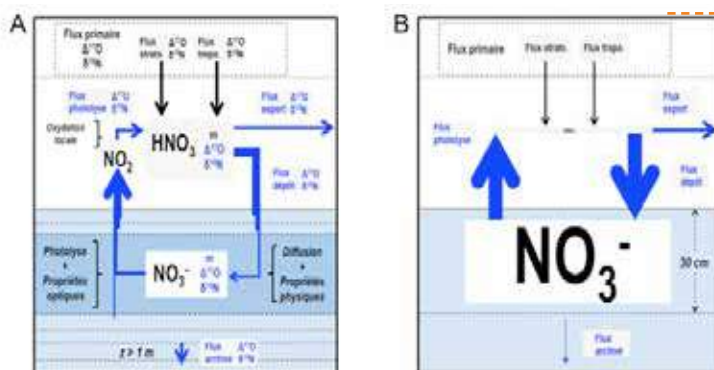 A
Flux primaire
Δ¹⁷O
δ¹⁵N
Flux strato
Δ¹⁷O
δ¹⁵N
Flux tropo
Δ¹⁷O
δ¹⁵N
Flux photolyse
Δ¹⁷O
δ¹⁵N
Flux export
Δ¹⁷O
δ¹⁵N
Oxydation locale
HNO₃
m
Δ¹⁷O
δ¹⁵N
NO₂
Flux dépôt
Δ¹⁷O
δ¹⁵N
Photolyse
+
Propriétés optiques
NO₃⁻
m
Δ¹⁷O
δ¹⁵N
Diffusion
+
Propriétés physiques
z > 1 m
Flux archive
Δ¹⁷O
δ¹⁵N
B
Flux primaire
Flux strato
Flux tropo
Flux export
Flux photolyse
Flux dépôt
NO₃⁻
30 cm
Flux archive